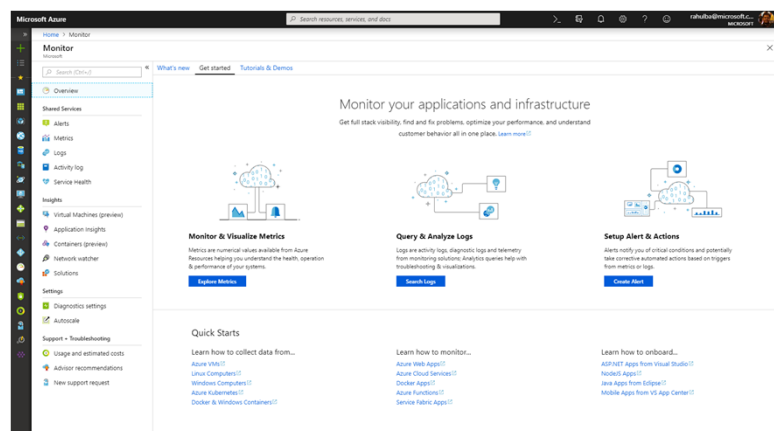 Microsoft Azure
Search resources, services, and docs
rahulba@microsoft.c...
MICROSOFT
Home > Monitor
Monitor
Microsoft
Search (Ctrl+/)
What's new Get started Tutorials & Demos
Overview
Shared Services
Alerts
Metrics
Logs
Activity log
Service Health
Insights
Virtual Machines (preview)
Application Insights
Containers (preview)
Network watcher
Solutions
Settings
Diagnostics settings
Autoscale
Support + Troubleshooting
Usage and estimated costs
Advisor recommendations
New support request
Monitor your applications and infrastructure
Get full stack visibility, find and fix problems, optimize your performance, and understand
customer behavior all in one place. Learn more
Monitor & Visualize Metrics
Metrics are numerical values available from Azure
Resources helping you understand the health, operation
& performance of your systems.
Explore Metrics
Query & Analyze Logs
Logs are activity logs, diagnostic logs and telemetry
from monitoring solutions; Analytics queries help with
troubleshooting & visualizations.
Search Logs
Setup Alert & Actions
Alerts notify you of critical conditions and potentially
take corrective automated actions based on triggers
from metrics or logs.
Create Alert
Quick Starts
Learn how to collect data from...
Azure VMs
Linux Computers
Windows Computers
Azure Kubernetes
Docker & Windows Containers
Learn how to monitor...
Azure Web Apps
Azure Cloud Services
Docker Apps
Azure Functions
Service Fabric Apps
Learn how to onboard...
ASP.NET Apps from Visual Studio
NodeJS Apps
Java Apps from Eclipse
Mobile Apps from VS App Center